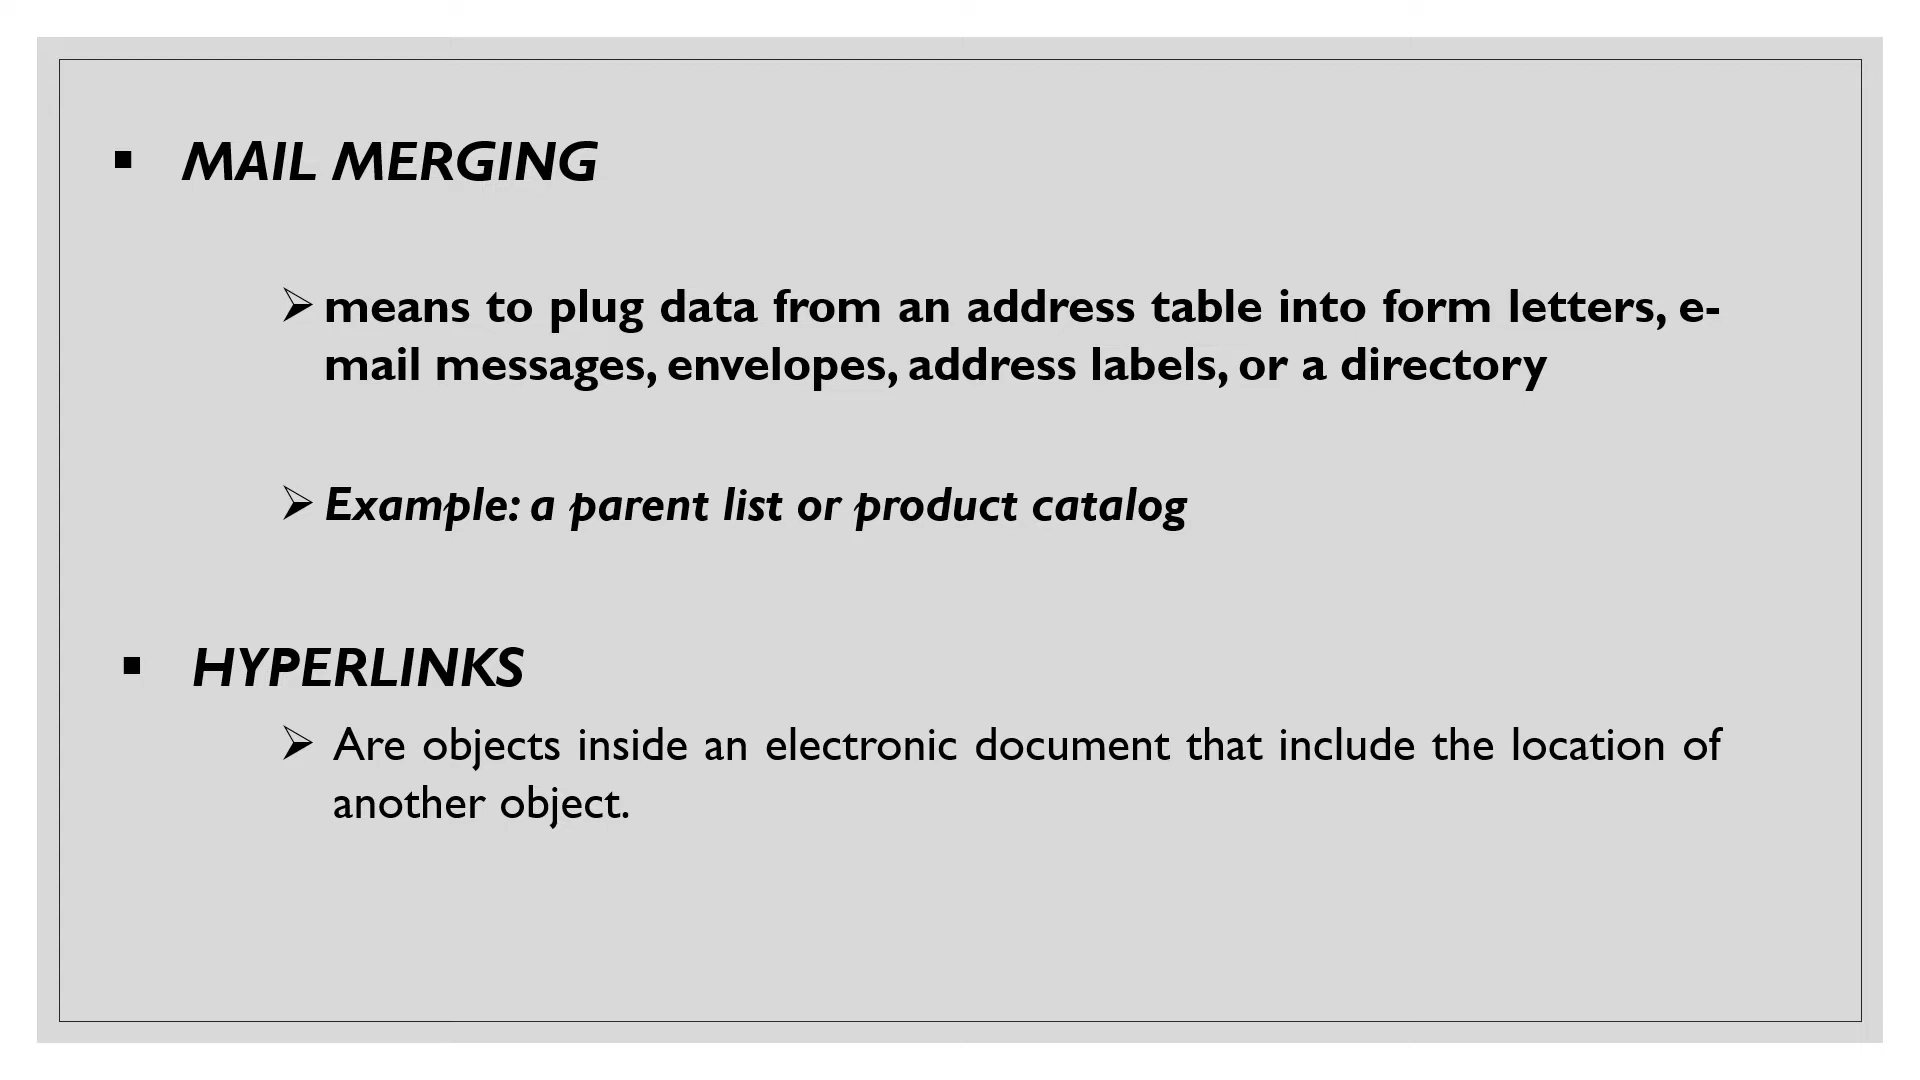 ▪ MAIL MERGING
➢ means to plug data from an address table into form letters, e-
mail messages, envelopes, address labels, or a directory
➢ Example: a parent list or product catalog
▪ HYPERLINKS
➢ Are objects inside an electronic document that include the location of
another object.